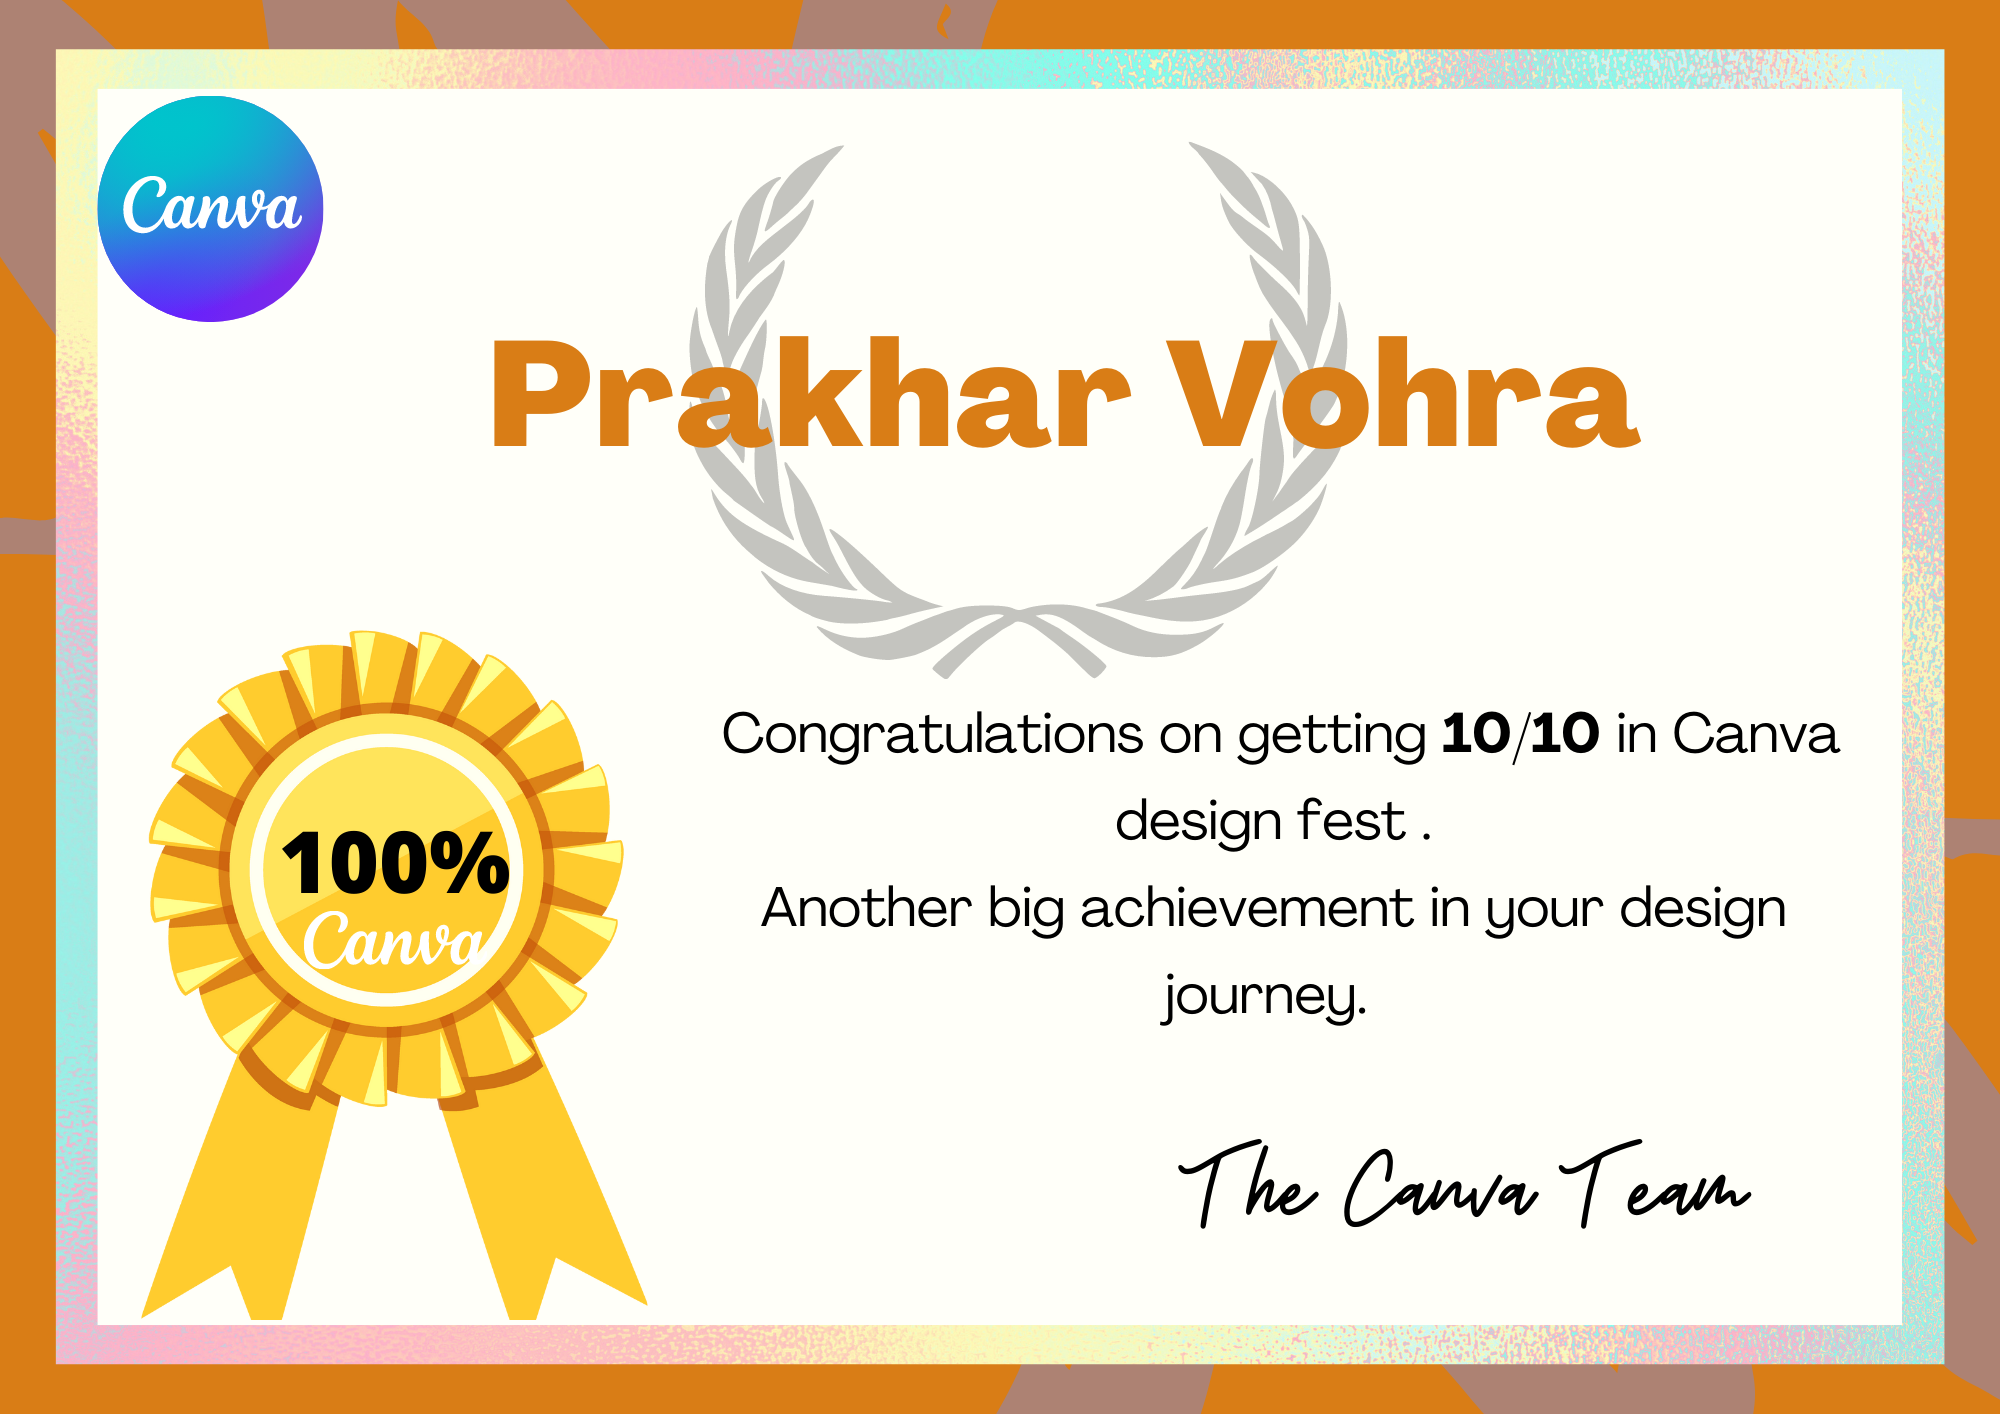 Canva
Prakhar Vohra
100%
Canva
Congratulations on getting 10/10 in Canva
design fest .
Another big achievement in your design
journey.
The Canva Team